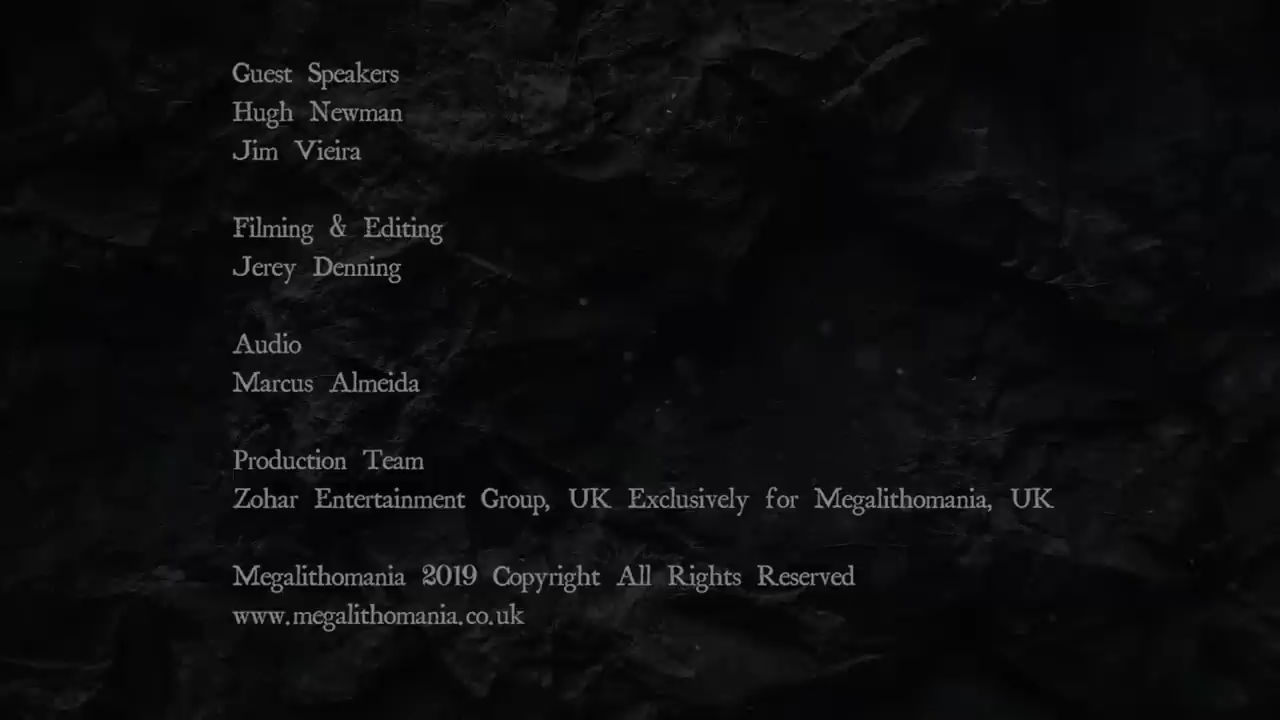 Guest Speakers
Hugh Newman
Jim Vieira
Filming & Editing
Jerey Denning
Audio
Marcus Almeida
Production Team
Zohar Entertainment Group, UK Exclusively for Megalithomania, UK
Megalithomania 2019 Copyright All Rights Reserved
www.megalithomania.co.uk